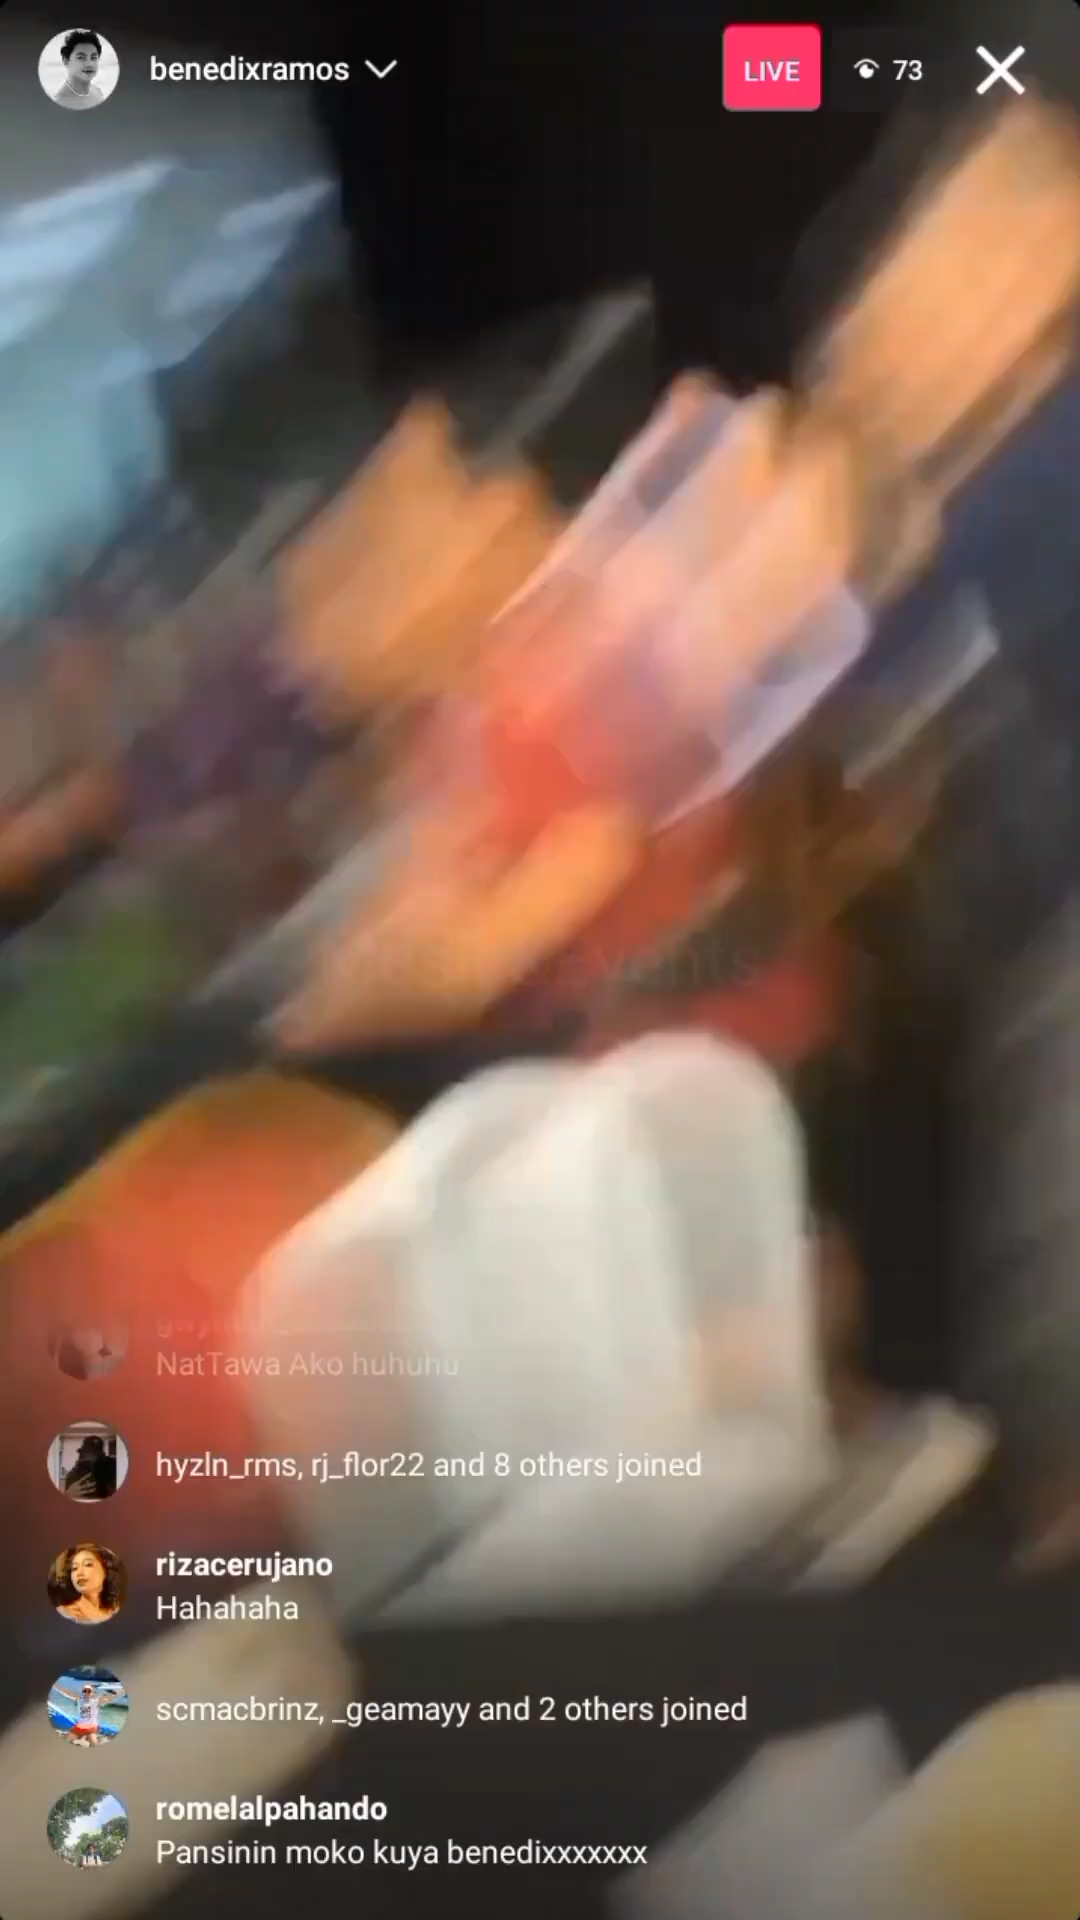 benedixramos
LIVE
73
NatTawa Ako huhuhu
hyzln_rms, rj_flor22 and 8 others joined
rizacerujano
Hahahaha
scmacbrinz, _geamayy and 2 others joined
romelalpahando
Pansinin moko kuya benedixxxxxxx